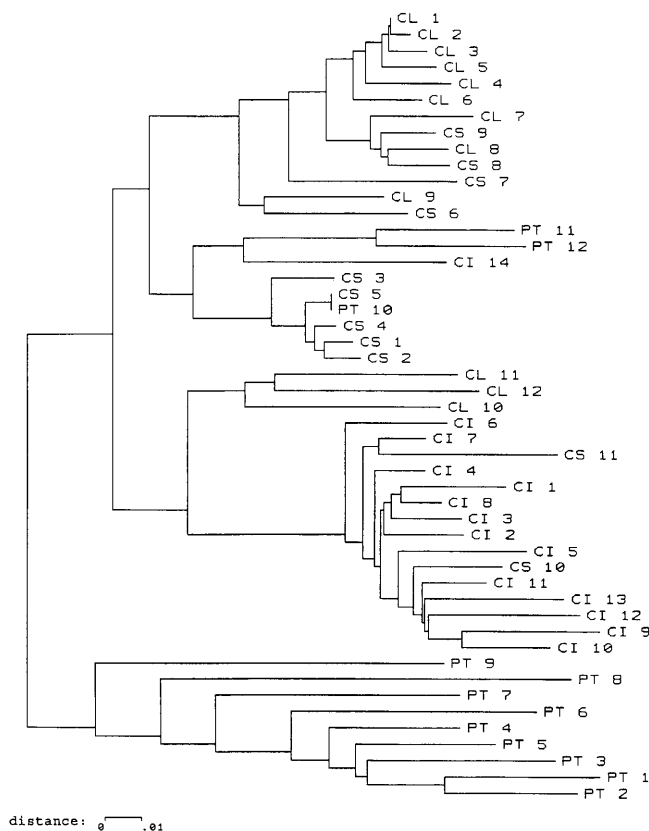 CL 1
CL 2
CL 3
CL 5
CL 4
CL 6
CL 7
CS 9
CL 8
CS 8
CS 7
CL 9
CS 6
PT 11
PT 12
CI 14
CS 3
CS 5
PT 10
CS 4
CS 1
CS 2
CL 11
CL 12
CL 10
CI 6
CI 7
CS 11
CI 4
CI 1
CI 8
CI 3
CI 2
CI 5
CS 10
CI 11
CI 13
CI 12
CI 9
CI 10
PT 9
PT 8
PT 7
PT 6
PT 4
PT 5
PT 3
PT 1
PT 2
distance: 0 .01